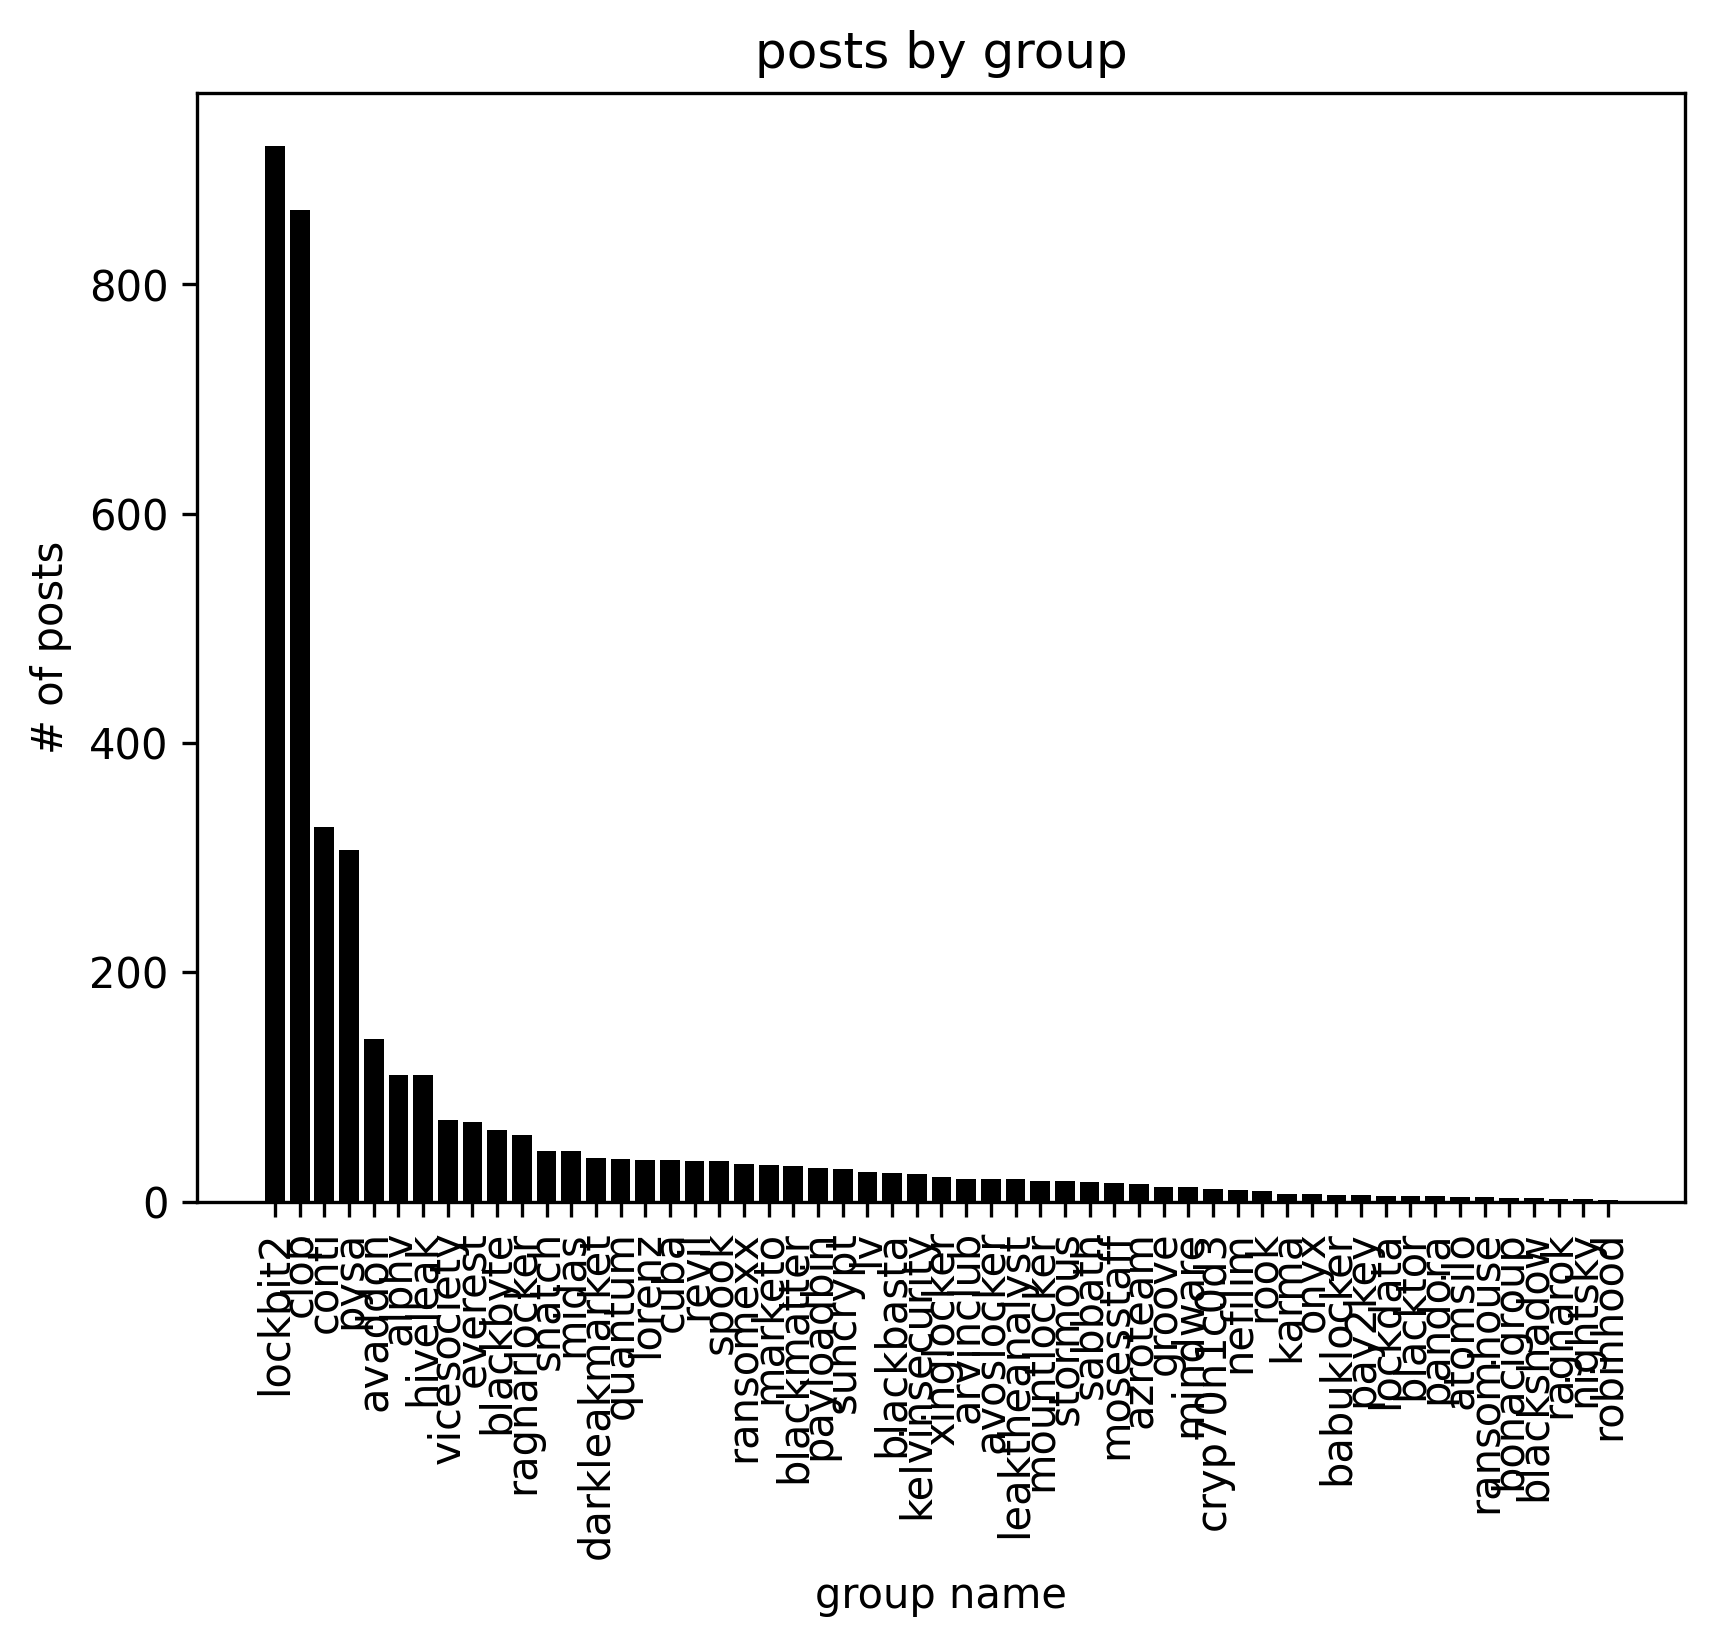 posts by group
# of posts
800
600
400
200
0
lockbit2
clop
conti
pysa
avaddon
alphv
hiveleak
vicesociety
everest
blackbyte
ragnarlocker
snatch
midas
darkleakmarket
quantum
lorenz
cuba
revil
spook
ransomexx
marketo
blackmatter
payloadbin
suncrypt
lv
blackbasta
kelvinsecurity
xinglocker
arvinclub
avoslocker
leaktheanalyst
mountlocker
stormous
sabbath
mosesstaff
azroteam
groove
mindware
cryp70n1c0d3
nefilim
rook
karma
onyx
babuklocker
pay2key
lockdata
blacktor
pandora
atomsilo
ransomhouse
bonacigroup
blackshadow
ragnarok
nightsky
robinhood
group name